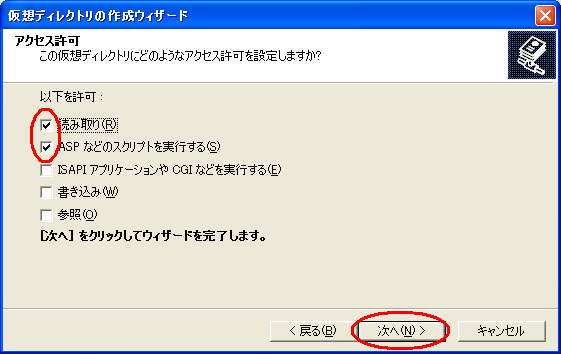 仮想ディレクトリの作成ウィザード
アクセス許可
この仮想ディレクトリにどのようなアクセス許可を設定しますか?
以下を許可:
読み取り(R)
ASP などのスクリプトを実行する(S)
ISAPI アプリケーションや CGI などを実行する(E)
書き込み(W)
参照(O)
[次へ] をクリックしてウィザードを完了します。
< 戻る(B)
次へ(N) >
キャンセル